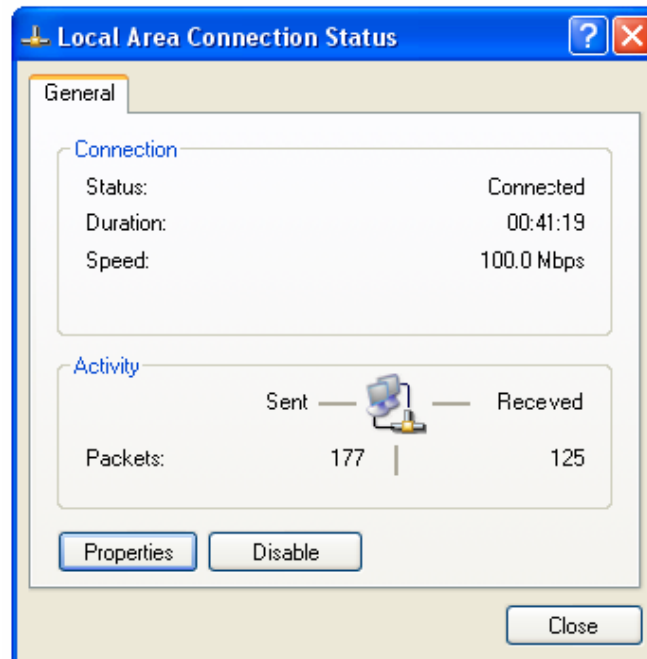 Local Area Connection Status
General
Connection
Status: Connected
Duration: 00:41:19
Speed: 100.0 Mbps
Activity
Sent Receved
Packets: 177 125
Properties Disable
Close